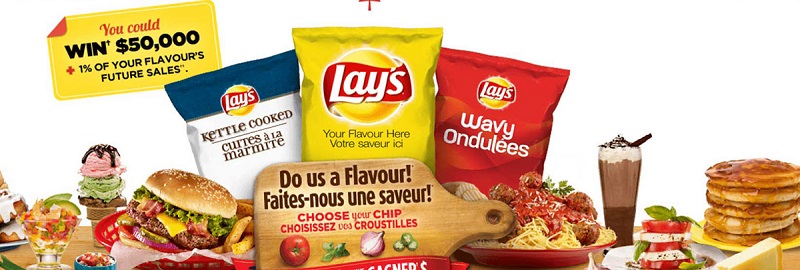 You could
WIN† $50,000
+ 1% OF YOUR FLAVOUR'S
FUTURE SALES††.
Lay's
KETTLE COOKED
CUITES À LA
MARMITE
Lay's
Your Flavour Here
Votre saveur ici
Lay's
Wavy
Ondulées
Do us a Flavour!
Faites-nous une saveur!
CHOOSE your CHIP
CHOISISSEZ vos CROUSTILLES